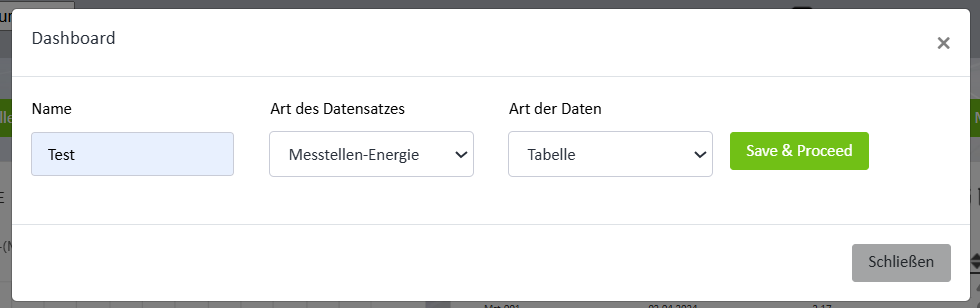 Dashboard
×
Name Art des Datensatzes Art der Daten
Test Messtellen-Energie Tabelle Save & Proceed
Schließen